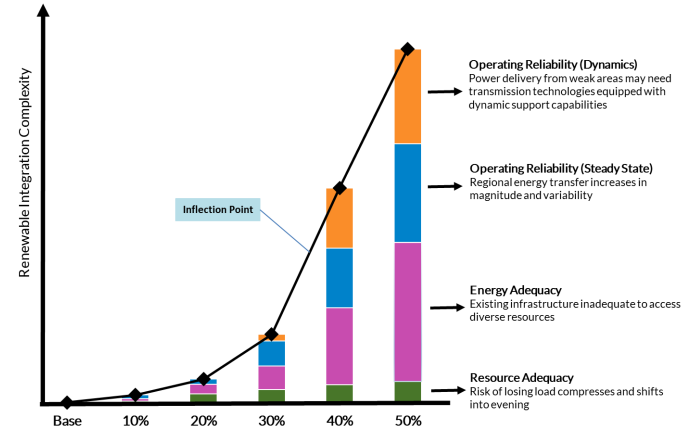 Renewable Integration Complexity
Inflection Point
Operating Reliability (Dynamics)
Power delivery from weak areas may need
transmission technologies equipped with
dynamic support capabilities
Operating Reliability (Steady State)
Regional energy transfer increases in
magnitude and variability
Energy Adequacy
Existing infrastructure inadequate to access
diverse resources
Resource Adequacy
Risk of losing load compresses and shifts
into evening
Base 10% 20% 30% 40% 50%